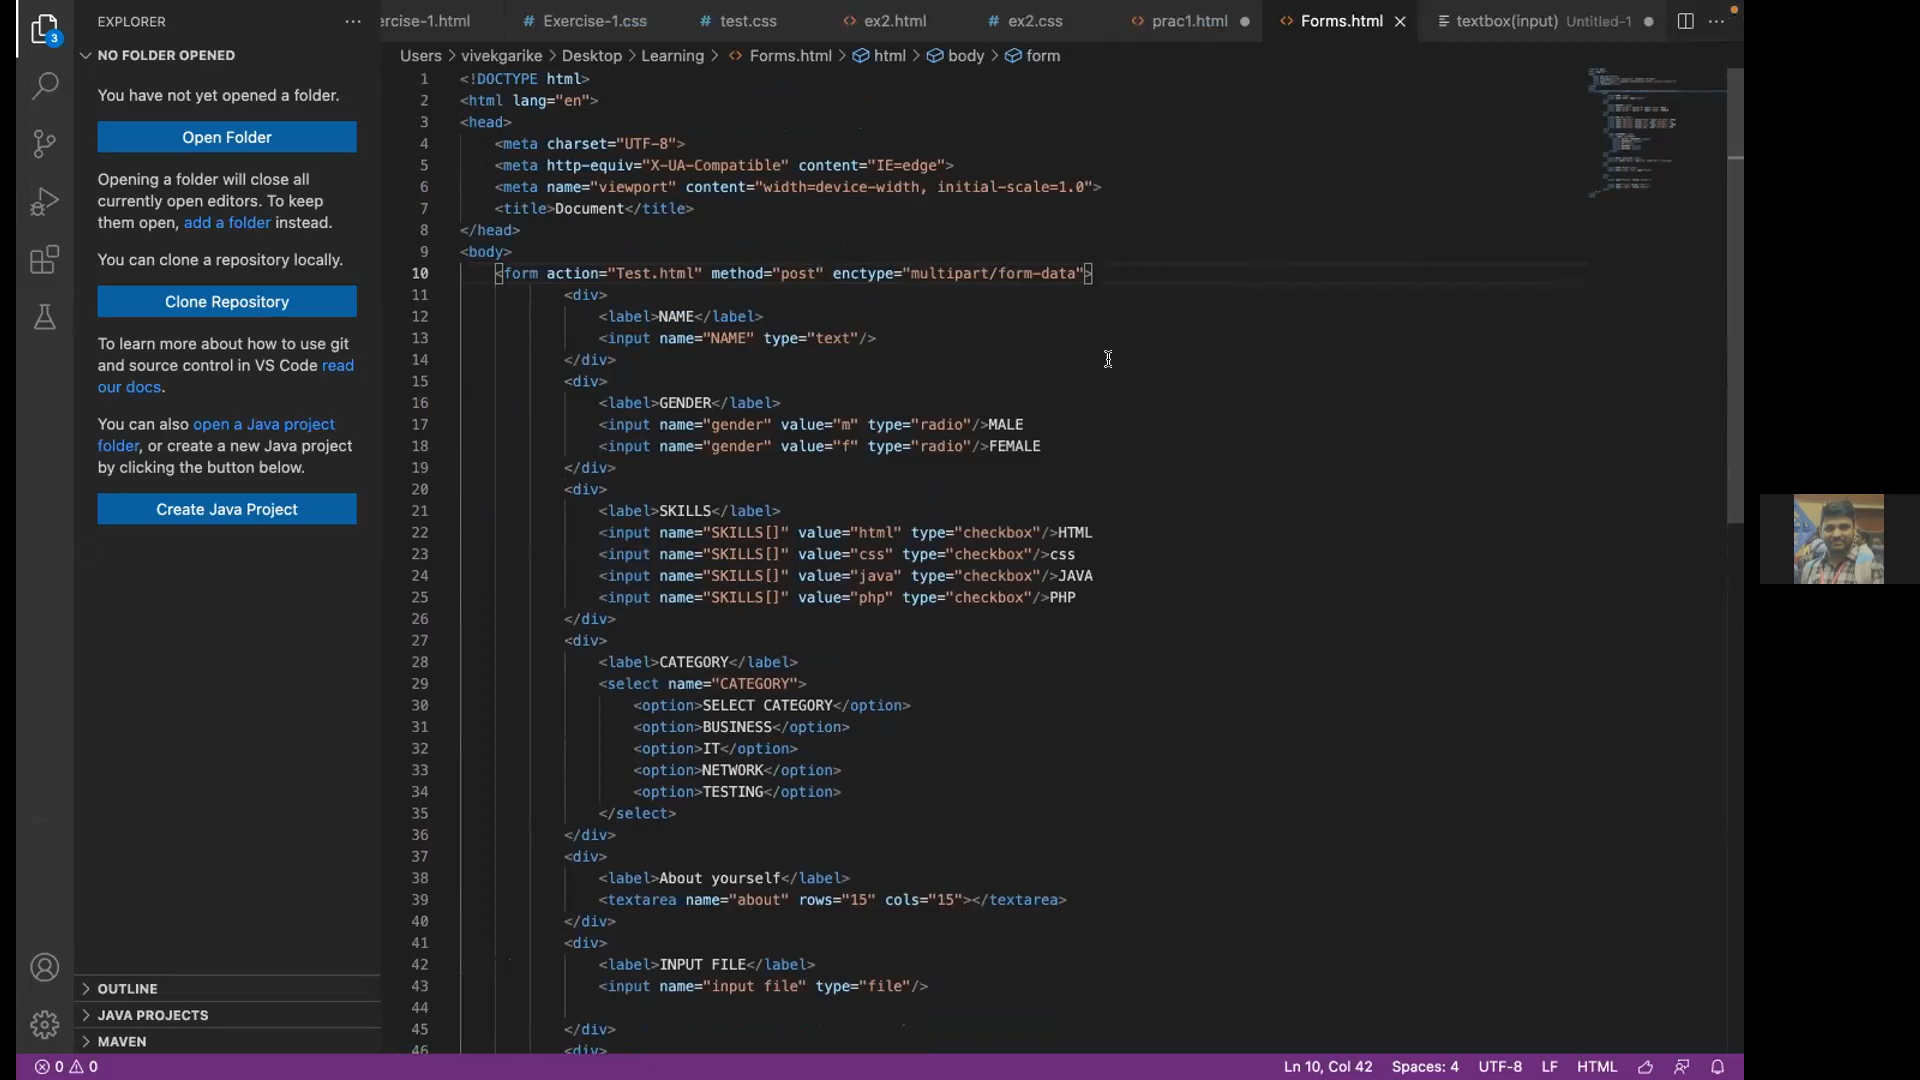 EXPLORER
NO FOLDER OPENED
You have not yet opened a folder.
Open Folder
Opening a folder will close all
currently open editors. To keep
them open, add a folder instead.
You can clone a repository locally.
Clone Repository
To learn more about how to use git
and source control in VS Code read
our docs.
You can also open a Java project
folder, or create a new Java project
by clicking the button below.
Create Java Project
OUTLINE
JAVA PROJECTS
MAVEN
3
ercise-1.html # Exercise-1.css # test.css <> ex2.html # ex2.css <> prac1.html <> Forms.html textbox(input) Untitled-1
Users > vivekgarike > Desktop > Learning > <> Forms.html > html > body > form
1 <!DOCTYPE html>
2 <html lang="en">
3 <head>
4 <meta charset="UTF-8">
5 <meta http-equiv="X-UA-Compatible" content="IE=edge">
6 <meta name="viewport" content="width=device-width, initial-scale=1.0">
7 <title>Document</title>
8 </head>
9 <body>
10 <form action="Test.html" method="post" enctype="multipart/form-data">
11 <div>
12 <label>NAME</label>
13 <input name="NAME" type="text"/>
14 </div>
15 <div>
16 <label>GENDER</label>
17 <input name="gender" value="m" type="radio"/>MALE
18 <input name="gender" value="f" type="radio"/>FEMALE
19 </div>
20 <div>
21 <label>SKILLS</label>
22 <input name="SKILLS[]" value="html" type="checkbox"/>HTML
23 <input name="SKILLS[]" value="css" type="checkbox"/>css
24 <input name="SKILLS[]" value="java" type="checkbox"/>JAVA
25 <input name="SKILLS[]" value="php" type="checkbox"/>PHP
26 </div>
27 <div>
28 <label>CATEGORY</label>
29 <select name="CATEGORY">
30 <option>SELECT CATEGORY</option>
31 <option>BUSINESS</option>
32 <option>IT</option>
33 <option>NETWORK</option>
34 <option>TESTING</option>
35 </select>
36 </div>
37 <div>
38 <label>About yourself</label>
39 <textarea name="about" rows="15" cols="15"></textarea>
40 </div>
41 <div>
42 <label>INPUT FILE</label>
43 <input name="input file" type="file"/>
44
45 </div>
46 <div>
0 0 Ln 10, Col 42 Spaces: 4 UTF-8 LF HTML